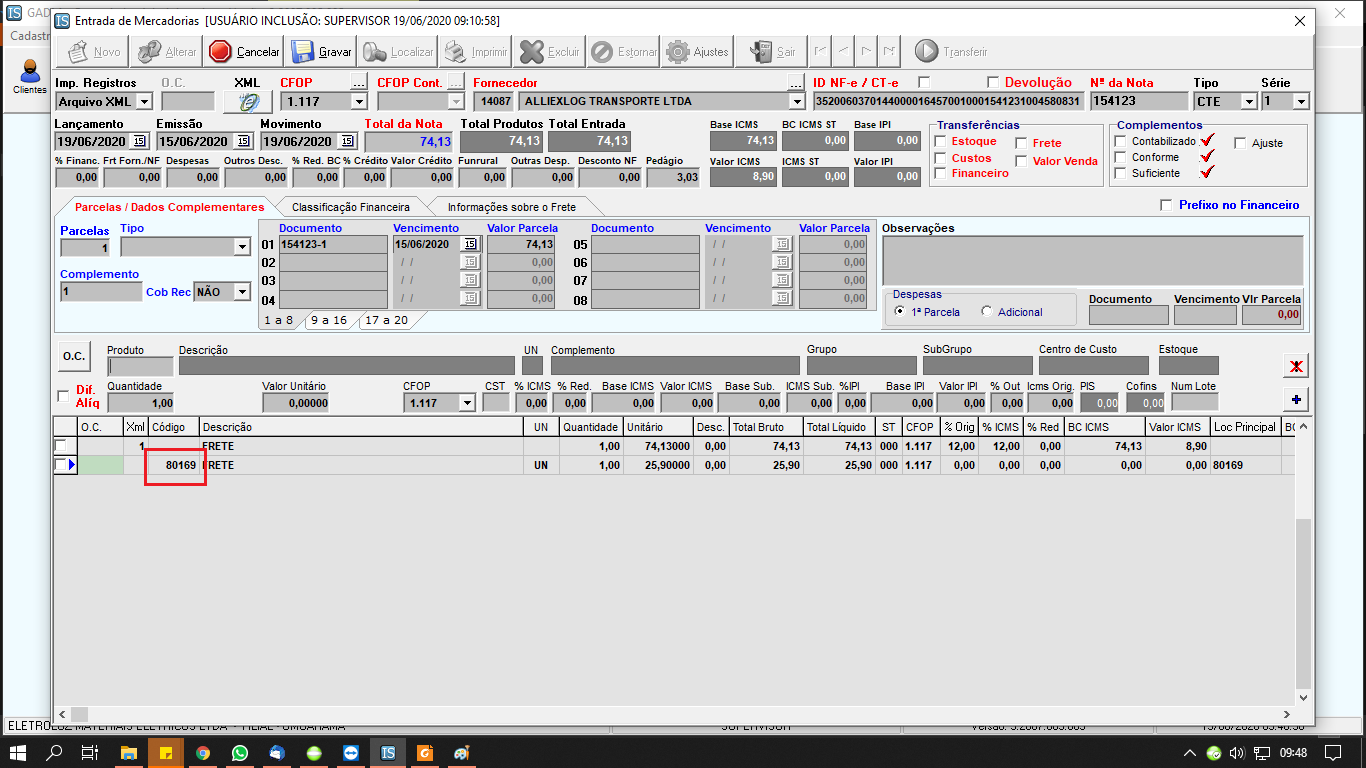 GAD
Entrada de Mercadorias [USUÁRIO INCLUSÃO: SUPERVISOR 19/06/2020 09:10:58]
Cadastr
Clientes
Novo Alterar Cancelar Gravar Localizar Imprimir Excluir Estornar Ajustes Sair Transferir
Imp. Registros O.C. XML CFOP ... CFOP Cont. ... Fornecedor ... ID NF-e / CT-e Devolução Nº da Nota Tipo Série
Arquivo XML 1.117 14087 ALLIEXLOG TRANSPORTE LTDA 35200603701440000164570010001541231004580831 154123 CTE 1
Lançamento Emissão Movimento Total da Nota Total Produtos Total Entrada Base ICMS BC ICMS ST Base IPI Transferências Complementos
19/06/2020 15 15/06/2020 15 19/06/2020 15 74,13 74,13 74,13 74,13 0,00 0,00 Estoque Frete Contabilizado Ajuste
% Financ. Frt Forn./NF Despesas Outros Desc. % Red. BC % Crédito Valor Crédito Funrural Outras Desp. Desconto NF Pedágio Valor ICMS ICMS ST Valor IPI Custos Valor Venda Conforme
0,00 0,00 0,00 0,00 0,00 0,00 0,00 0,00 0,00 0,00 3,03 8,90 0,00 0,00 Financeiro Suficiente
Parcelas / Dados Complementares Classificação Financeira Informações sobre o Frete Prefixo no Financeiro
Parcelas Tipo Documento Vencimento Valor Parcela Documento Vencimento Valor Parcela Observações
1 01 154123-1 15/06/2020 15 74,13 05 / / 15 0,00
02 / / 15 0,00 06 / / 15 0,00
Complemento 03 / / 15 0,00 07 / / 15 0,00
1 Cob Rec NÃO 04 / / 15 0,00 08 / / 15 0,00
Despesas Documento Vencimento Vlr Parcela
1ª Parcela Adicional 0,00
1 a 8 9 a 16 17 a 20
O.C. Produto Descrição UN Complemento Grupo SubGrupo Centro de Custo Estoque
Dif. Alíq Quantidade Valor Unitário CFOP CST % ICMS % Red. Base ICMS Valor ICMS Base Sub. ICMS Sub. %IPI Base IPI Valor IPI % Out Icms Orig. PIS Cofins Num Lote
1,00 0,00000 1.117 0,00 0,00 0,00 0,00 0,00 0,00 0,00 0,00 0,00 0,00 0,00 0,00 0,00
O.C. Xml Código Descrição UN Quantidade Unitário Desc. Total Bruto Total Líquido ST CFOP % Orig % ICMS % Red BC ICMS Valor ICMS Loc Principal BC
1 FRETE 1,00 74,13000 0,00 74,13 74,13 000 1.117 12,00 12,00 0,00 74,13 8,90
80169 FRETE UN 1,00 25,90000 0,00 25,90 25,90 000 1.117 0,00 0,00 0,00 0,00 0,00 80169
09:48